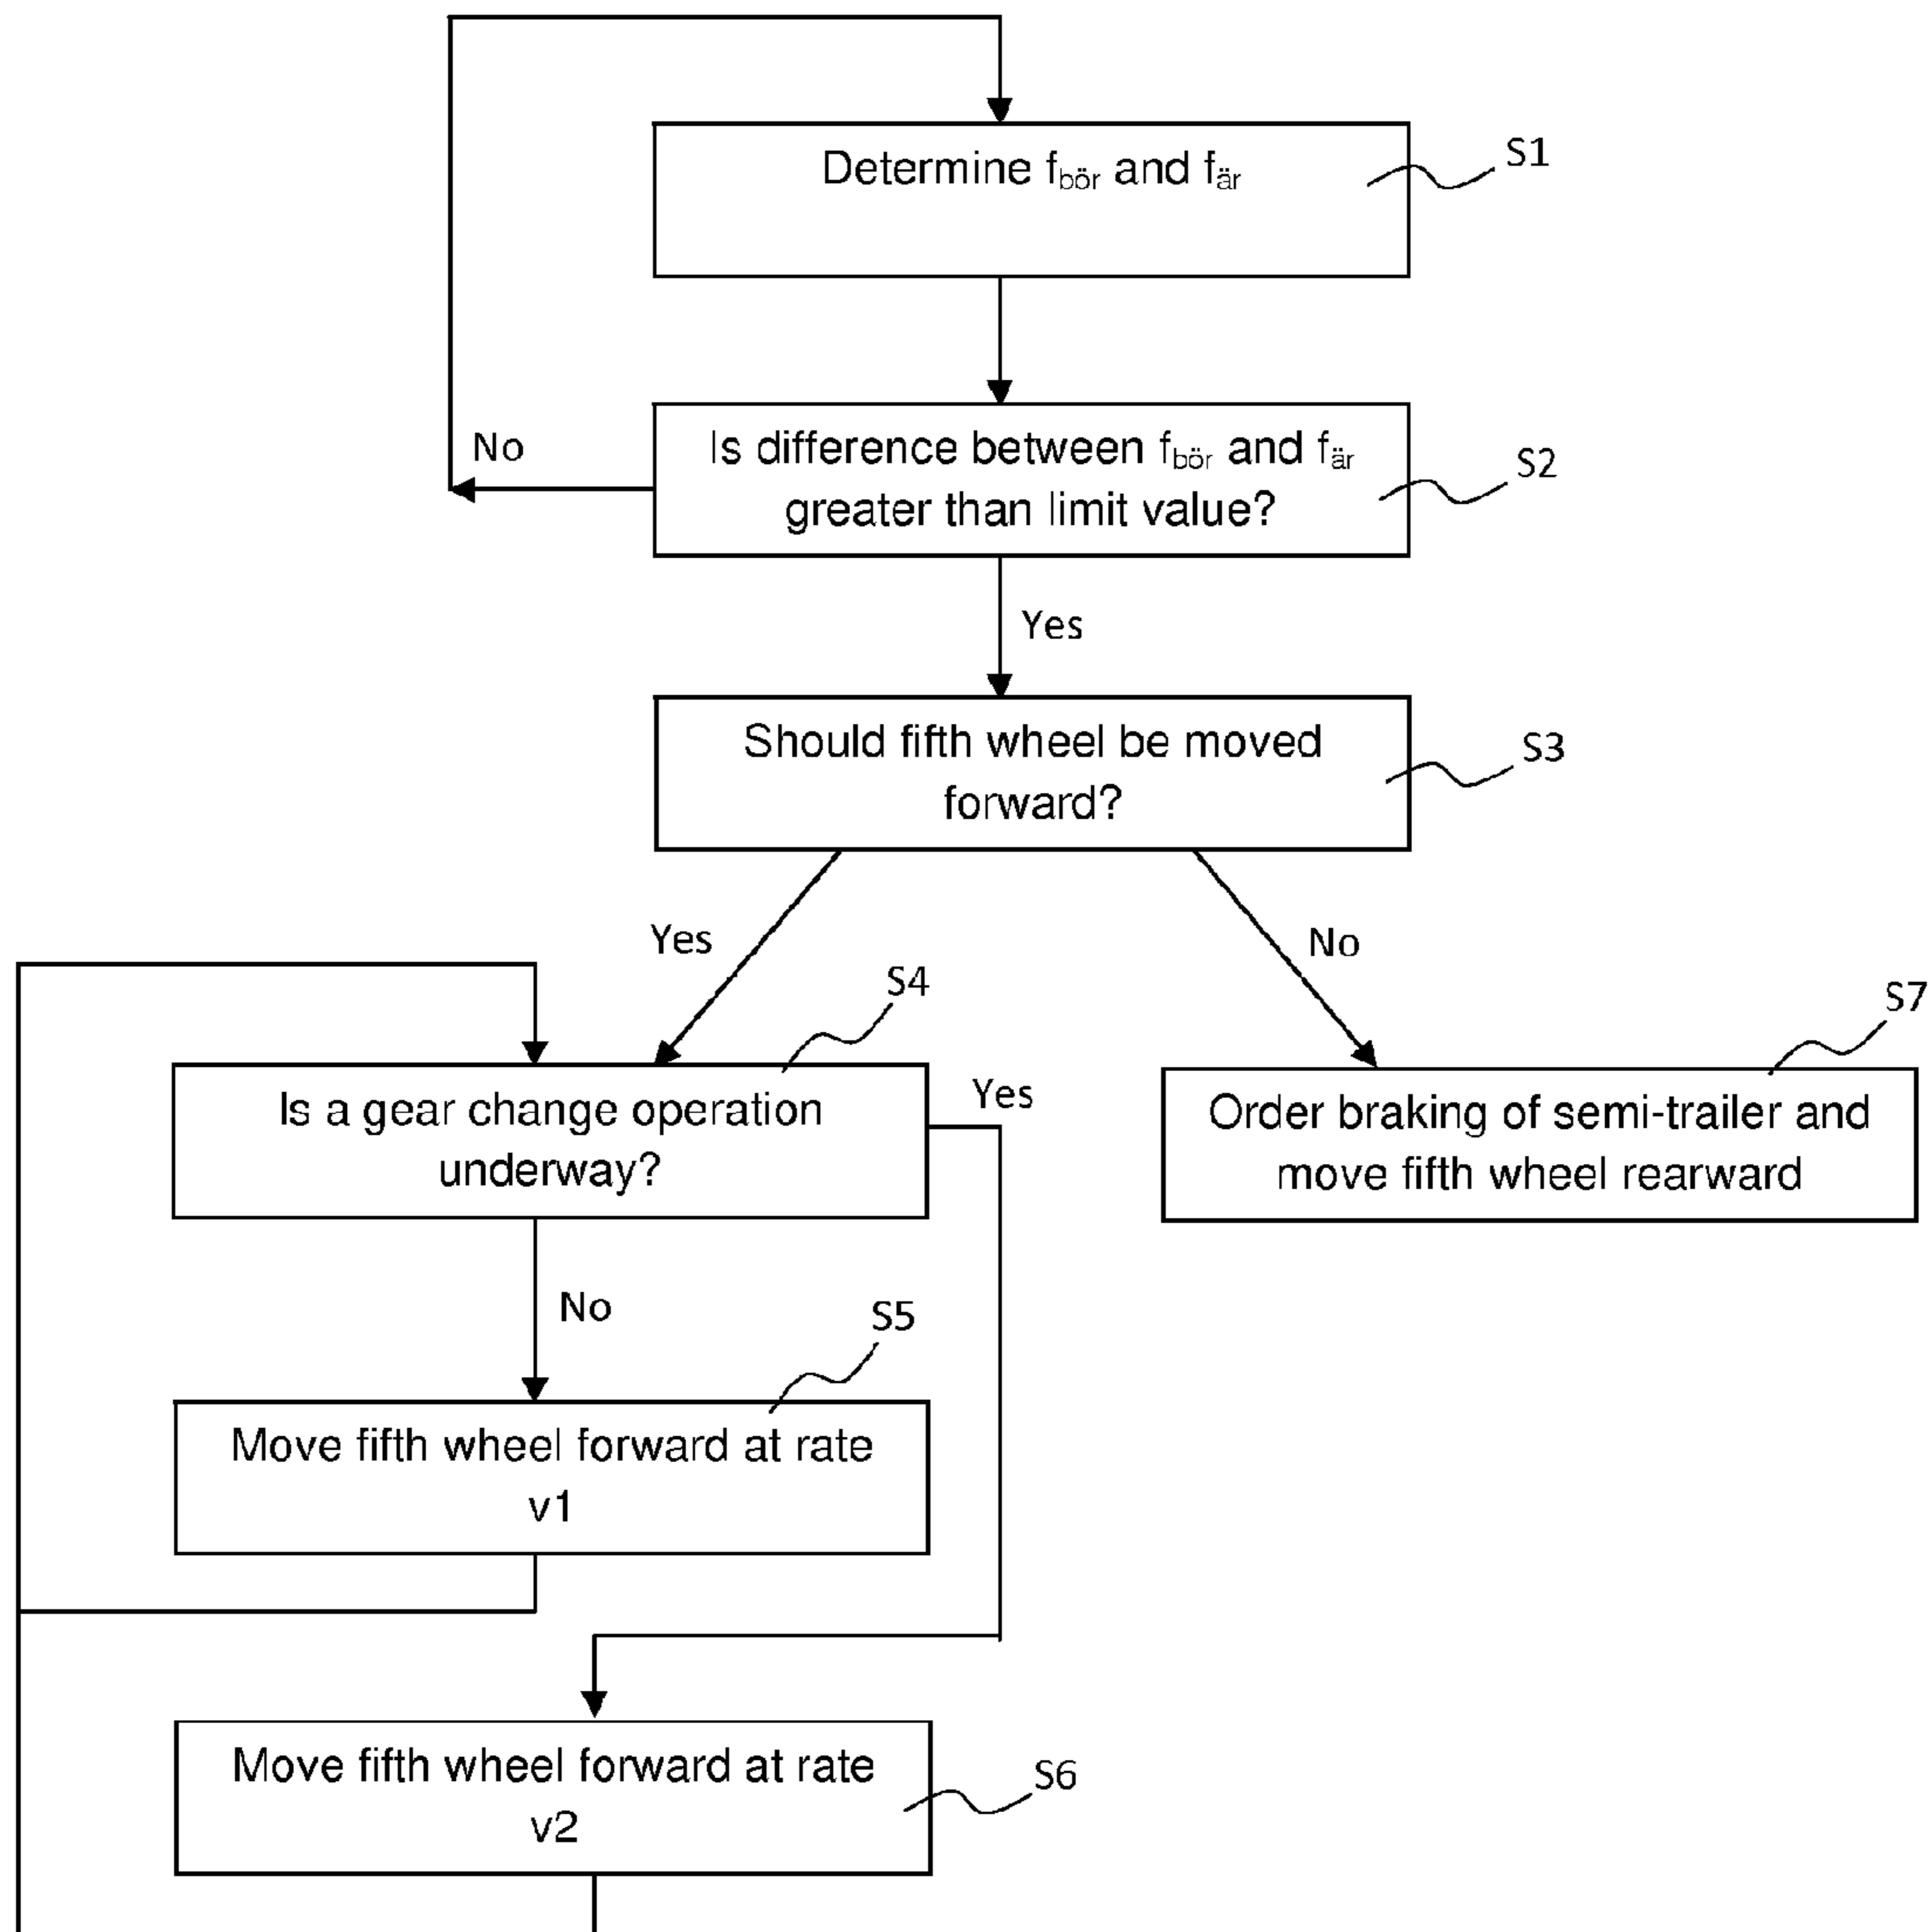 Determine fbör and fär
S1
No
Is difference between fbör and fär
greater than limit value?
S2
Yes
Should fifth wheel be moved
forward?
S3
Yes
No
S4
S7
Is a gear change operation
underway?
Yes
Order braking of semi-trailer and
move fifth wheel rearward
No
S5
Move fifth wheel forward at rate
v1
Move fifth wheel forward at rate
v2
S6